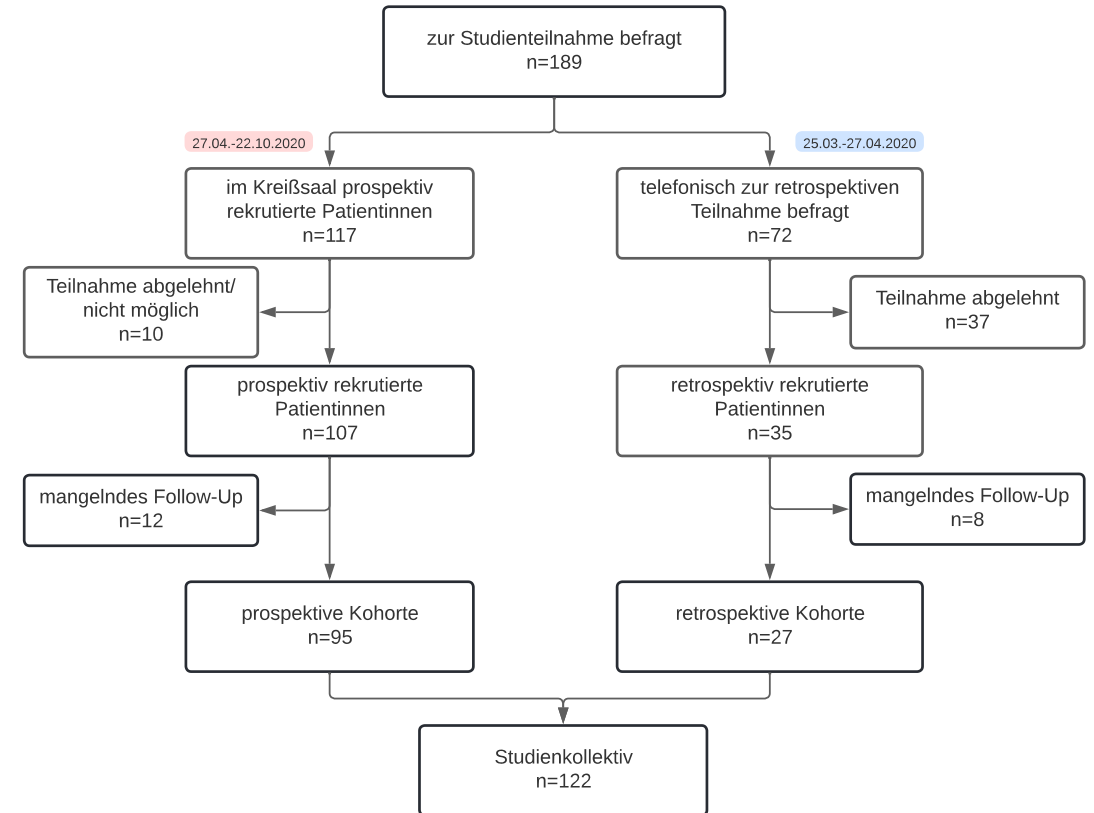 zur Studienteilnahme befragt
n=189
27.04.-22.10.2020
25.03.-27.04.2020
im Kreißsaal prospektiv
rekrutierte Patientinnen
n=117
telefonisch zur retrospektiven
Teilnahme befragt
n=72
Teilnahme abgelehnt/
nicht möglich
n=10
Teilnahme abgelehnt
n=37
prospektiv rekrutierte
Patientinnen
n=107
retrospektiv rekrutierte
Patientinnen
n=35
mangelndes Follow-Up
n=12
mangelndes Follow-Up
n=8
prospektive Kohorte
n=95
retrospektive Kohorte
n=27
Studienkollektiv
n=122